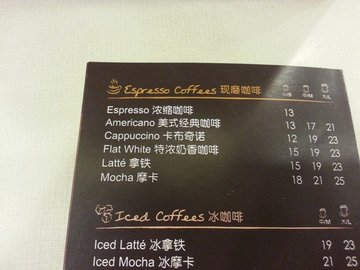 Espresso Coffees 现磨咖啡
Espresso 浓缩咖啡 13
Americano 美式经典咖啡 13 17 21
Cappuccino 卡布奇诺 15 19 23
Flat White 特浓奶香咖啡 15 19 23
Latté 拿铁 15 19 23
Mocha 摩卡 18 21 25
Iced Coffees 冰咖啡
Iced Latté 冰拿铁 19 23
Iced Mocha 冰摩卡 21 25